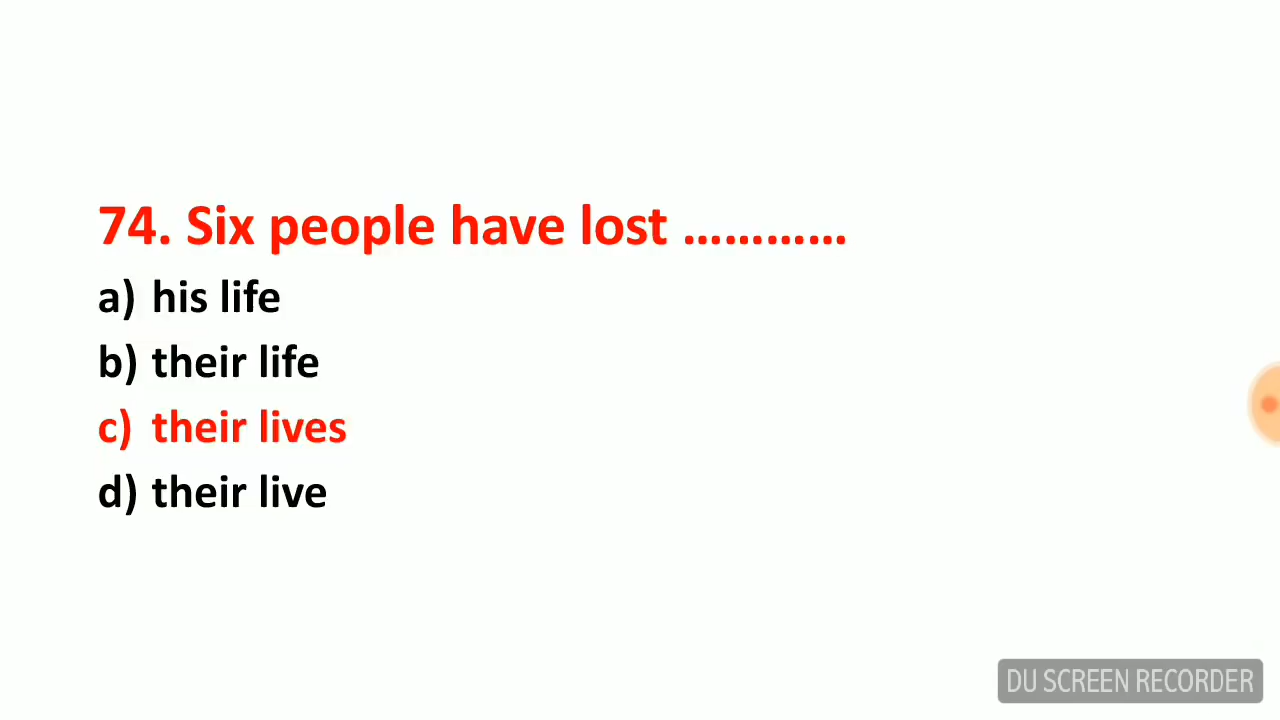 74. Six people have lost …………
a) his life
b) their life
c) their lives
d) their live
DU SCREEN RECORDER